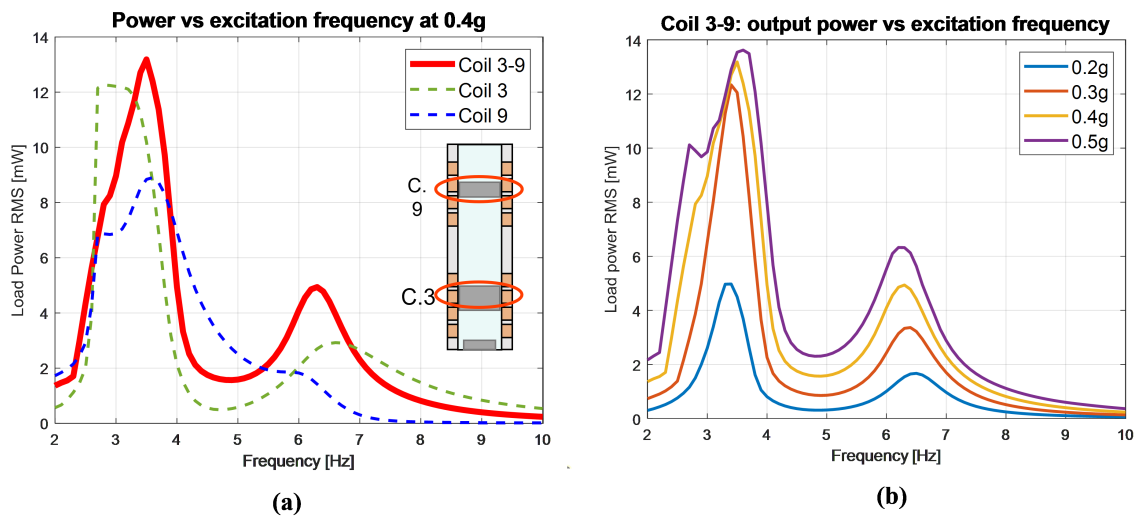 Power vs excitation frequency at 0.4g
14
12
10
8
6
4
2
0
Load Power RMS [mW]
Coil 3-9
Coil 3
Coil 9
C.
9
C.3
2 3 4 5 6 7 8 9 10
Frequency [Hz]
(a)
Coil 3-9: output power vs excitation frequency
14
12
10
8
6
4
2
0
Load power RMS [mW]
0.2g
0.3g
0.4g
0.5g
2 3 4 5 6 7 8 9 10
Frequency [Hz]
(b)